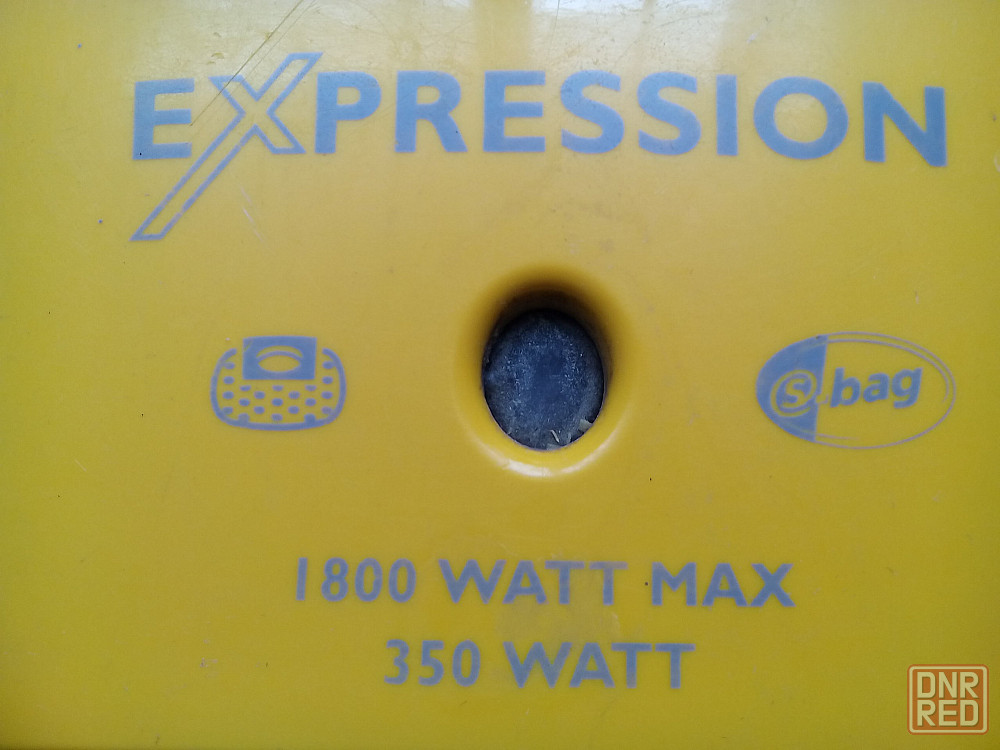 EXPRESSION
s-bag
1800 WATT MAX
350 WATT
DNR
RED